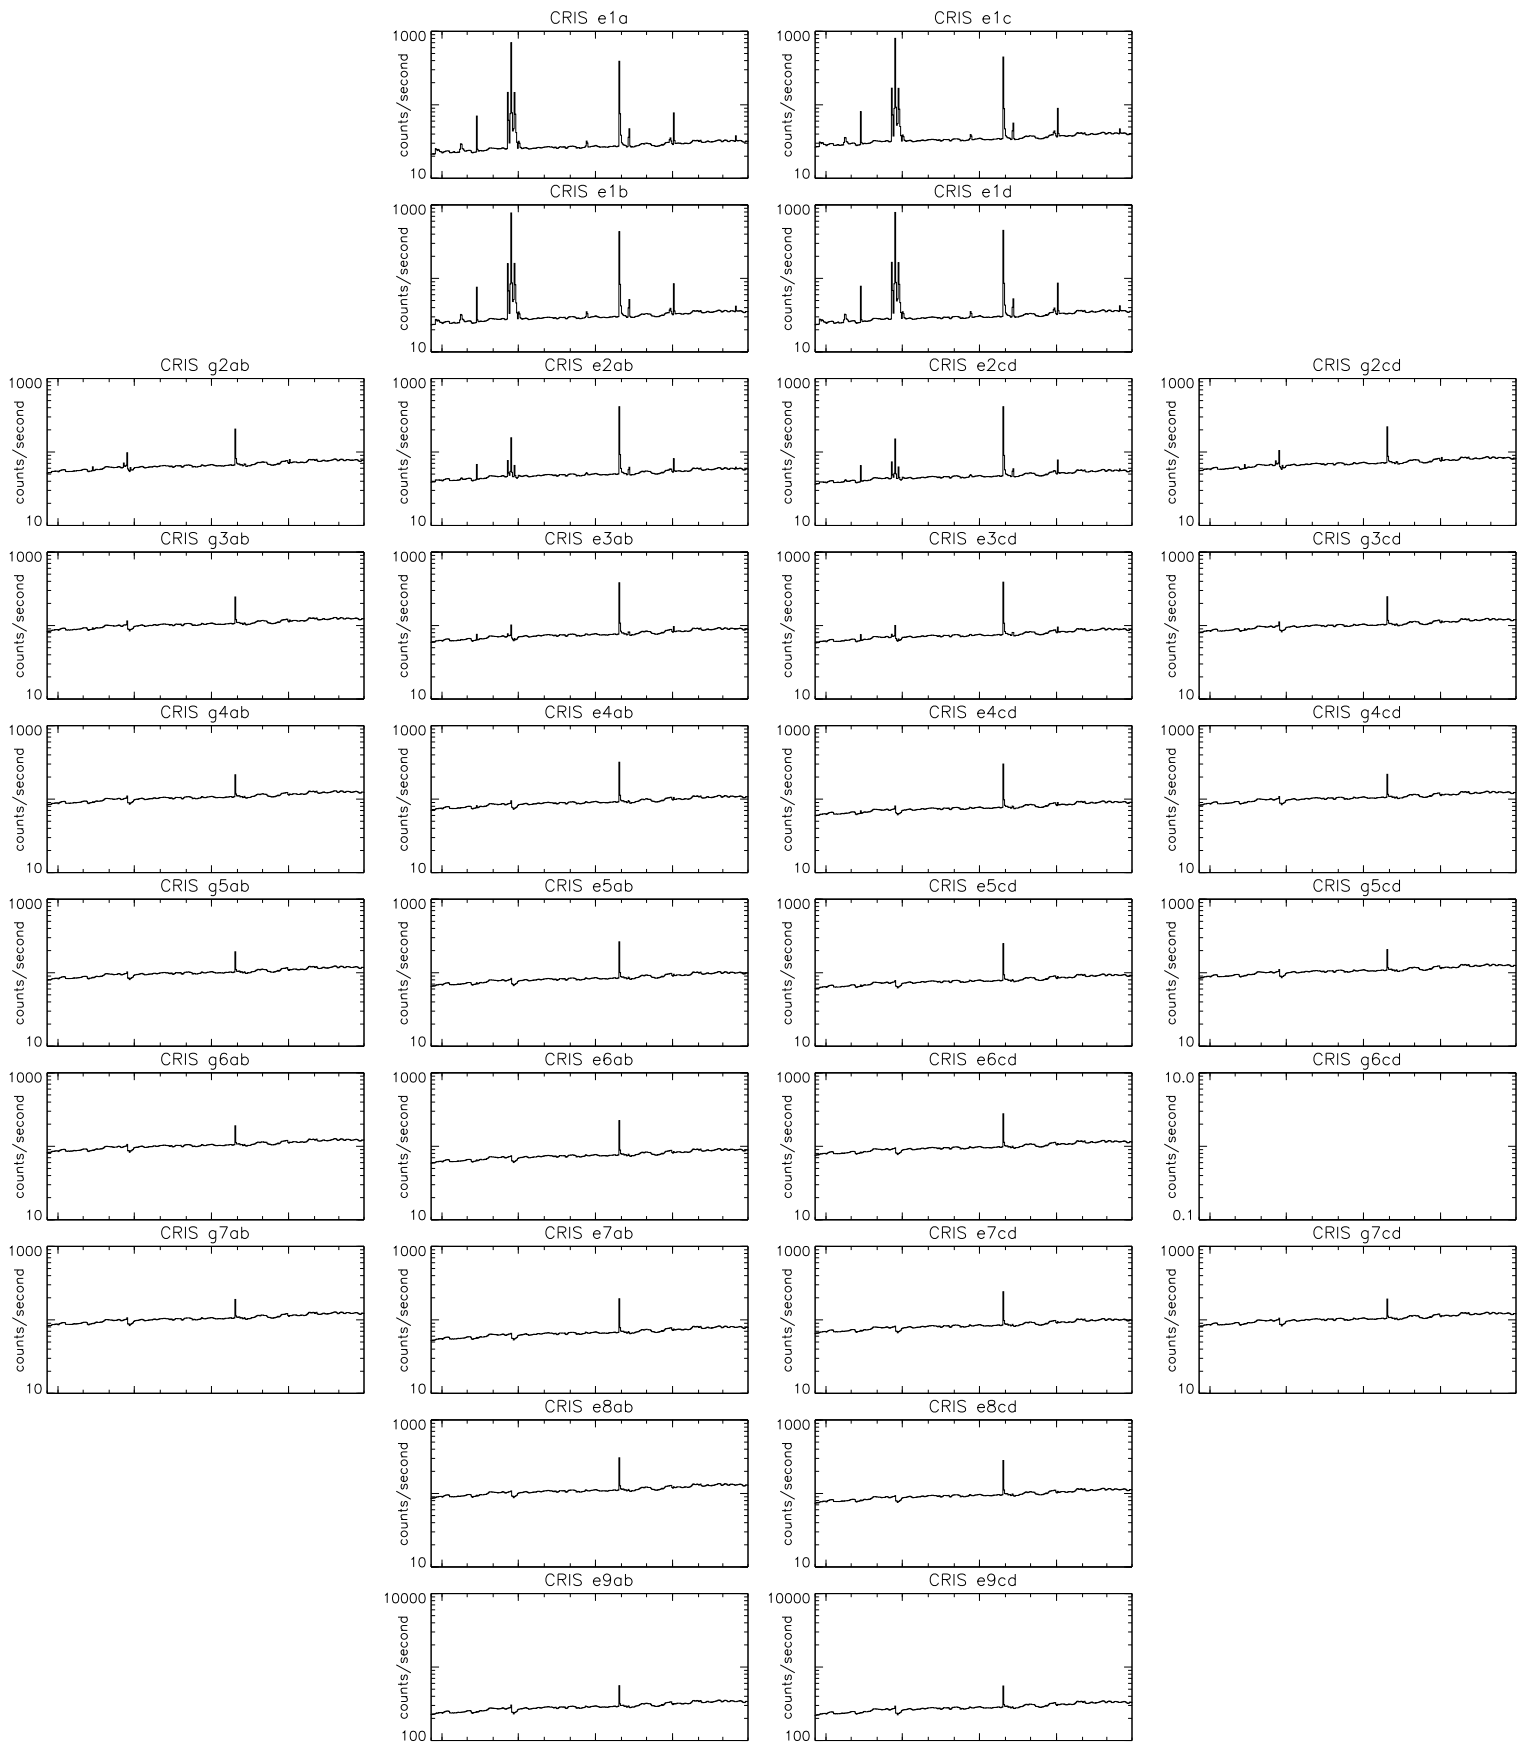 CRIS e1a CRIS e1c
1000 1000
counts/second counts/second
10 10
CRIS e1b CRIS e1d
1000 1000
counts/second counts/second
10 10
CRIS g2ab CRIS e2ab CRIS e2cd CRIS g2cd
1000 1000 1000 1000
counts/second counts/second counts/second counts/second
10 10 10 10
CRIS g3ab CRIS e3ab CRIS e3cd CRIS g3cd
1000 1000 1000 1000
counts/second counts/second counts/second counts/second
10 10 10 10
CRIS g4ab CRIS e4ab CRIS e4cd CRIS g4cd
1000 1000 1000 1000
counts/second counts/second counts/second counts/second
10 10 10 10
CRIS g5ab CRIS e5ab CRIS e5cd CRIS g5cd
1000 1000 1000 1000
counts/second counts/second counts/second counts/second
10 10 10 10
CRIS g6ab CRIS e6ab CRIS e6cd CRIS g6cd
1000 1000 1000 10.0
counts/second counts/second counts/second counts/second
10 10 10 0.1
CRIS g7ab CRIS e7ab CRIS e7cd CRIS g7cd
1000 1000 1000 1000
counts/second counts/second counts/second counts/second
10 10 10 10
CRIS e8ab CRIS e8cd
1000 1000
counts/second counts/second
10 10
CRIS e9ab CRIS e9cd
10000 10000
counts/second counts/second
100 100